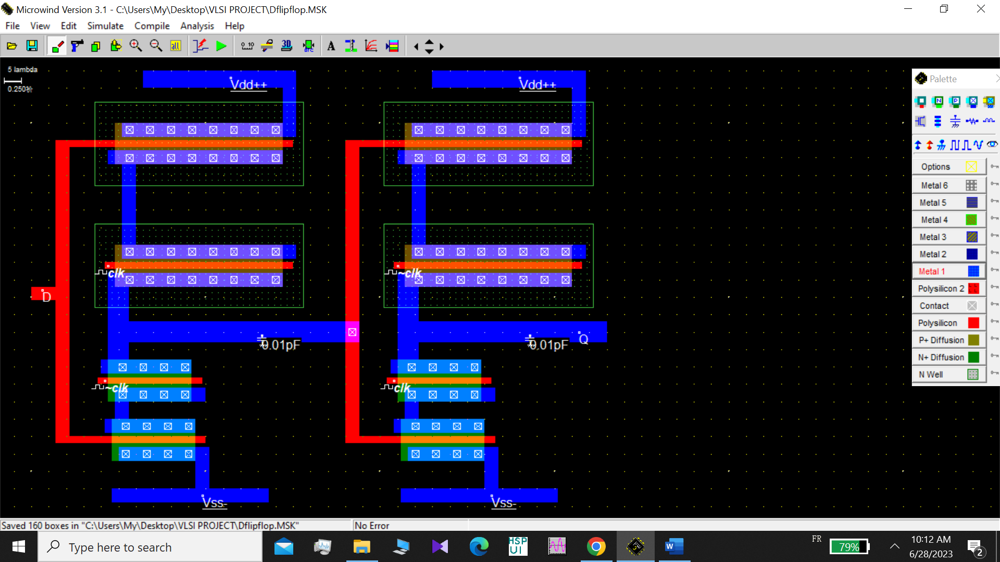 Microwind Version 3.1 - C:\Users\My\Desktop\VLSI PROJECT\Dflipflop.MSK
File View Edit Simulate Compile Analysis Help
5 lambda
Vdd++
Vdd++
clk
~clk
D
0.01pF
0.01pF
Q
~clk
clk
Vss-
Vss-
Palette
Options
Metal 6
Metal 5
Metal 4
Metal 3
Metal 2
Metal 1
Polysilicon 2
Contact
Polysilicon
P+ Diffusion
N+ Diffusion
N Well
Saved 160 boxes in "C:\Users\My\Desktop\VLSI PROJECT\Dflipflop.MSK"
No Error
Type here to search
HSP
UI
W
FR
79%
10:12 AM
6/28/2023
2